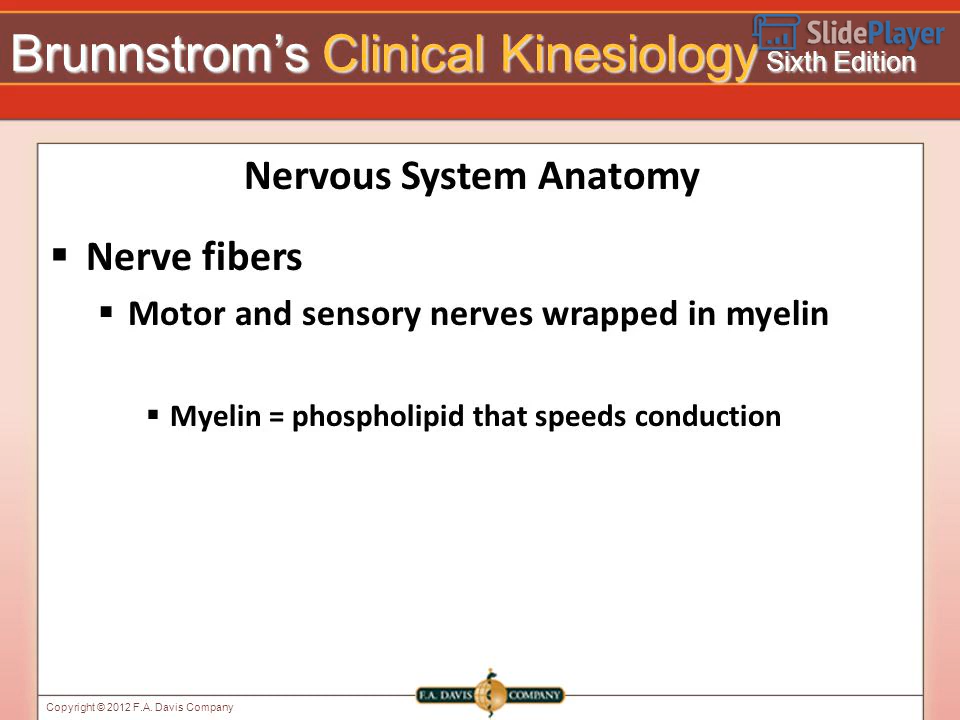 Brunnstrom’s Clinical Kinesiology Sixth Edition
SlidePlayer
Nervous System Anatomy
▪ Nerve fibers
▪ Motor and sensory nerves wrapped in myelin
▪ Myelin = phospholipid that speeds conduction
F.A. DAVIS COMPANY
Copyright © 2012 F.A. Davis Company